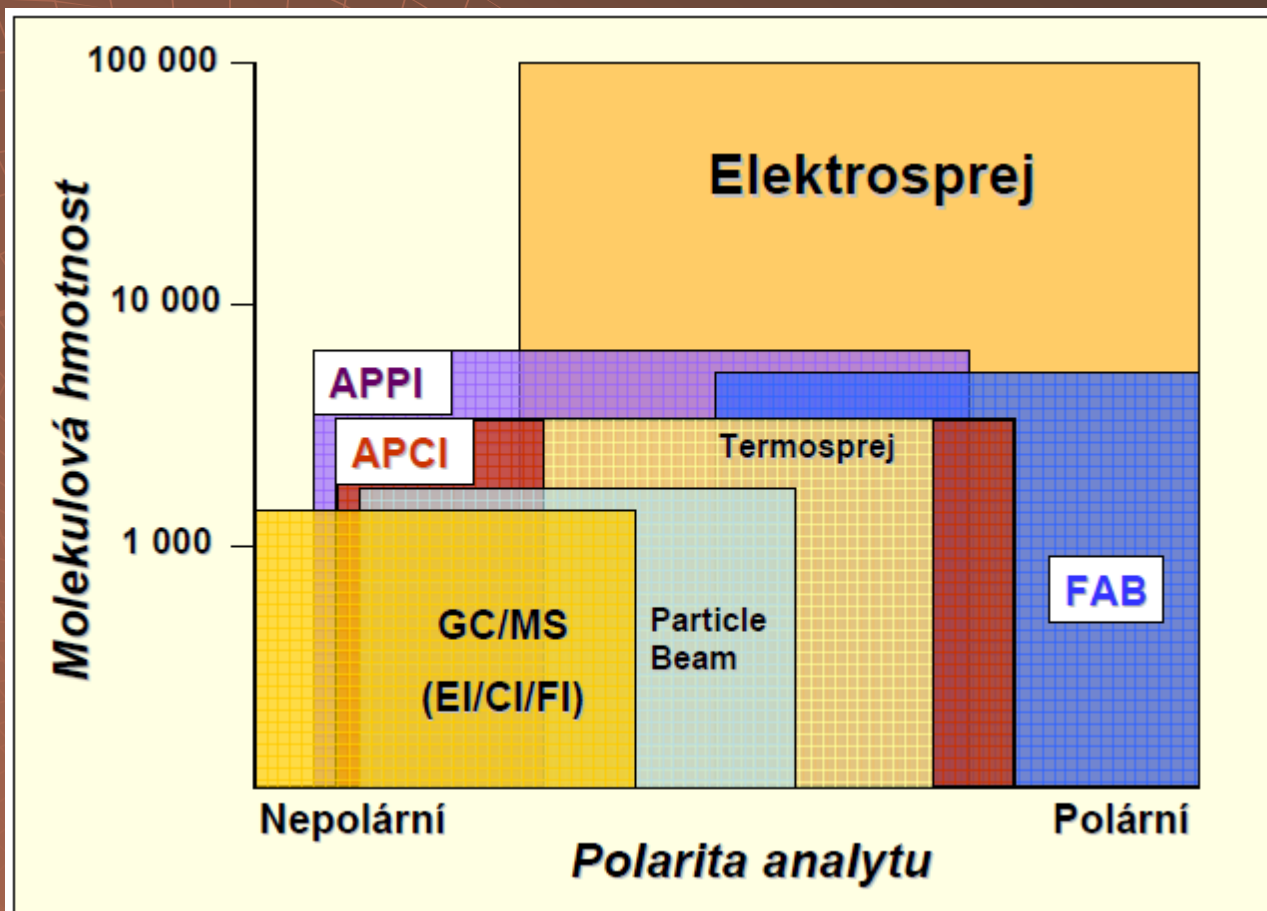 100 000
Elektrosprej
Molekulová hmotnost
10 000
APPI
APCI
Termosprej
1 000
FAB
GC/MS
(EI/CI/FI)
Particle
Beam
Nepolární
Polární
Polarita analytu